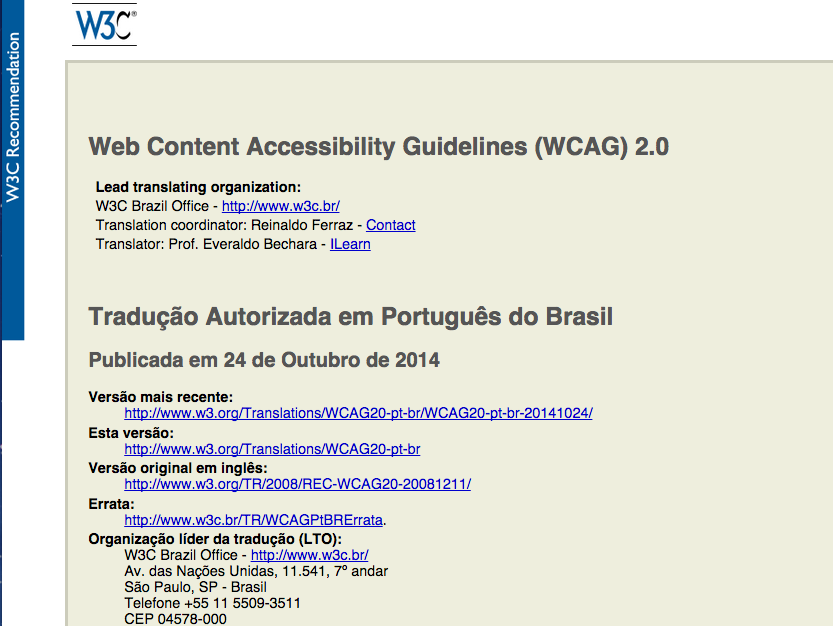 W3C®
W3C Recommendation
Web Content Accessibility Guidelines (WCAG) 2.0
Lead translating organization:
W3C Brazil Office - http://www.w3c.br/
Translation coordinator: Reinaldo Ferraz - Contact
Translator: Prof. Everaldo Bechara - ILearn
Tradução Autorizada em Português do Brasil
Publicada em 24 de Outubro de 2014
Versão mais recente:
http://www.w3.org/Translations/WCAG20-pt-br/WCAG20-pt-br-20141024/
Esta versão:
http://www.w3.org/Translations/WCAG20-pt-br
Versão original em inglês:
http://www.w3.org/TR/2008/REC-WCAG20-20081211/
Errata:
http://www.w3c.br/TR/WCAGPtBRErrata.
Organização líder da tradução (LTO):
W3C Brazil Office - http://www.w3c.br/
Av. das Nações Unidas, 11.541, 7º andar
São Paulo, SP - Brasil
Telefone +55 11 5509-3511
CEP 04578-000